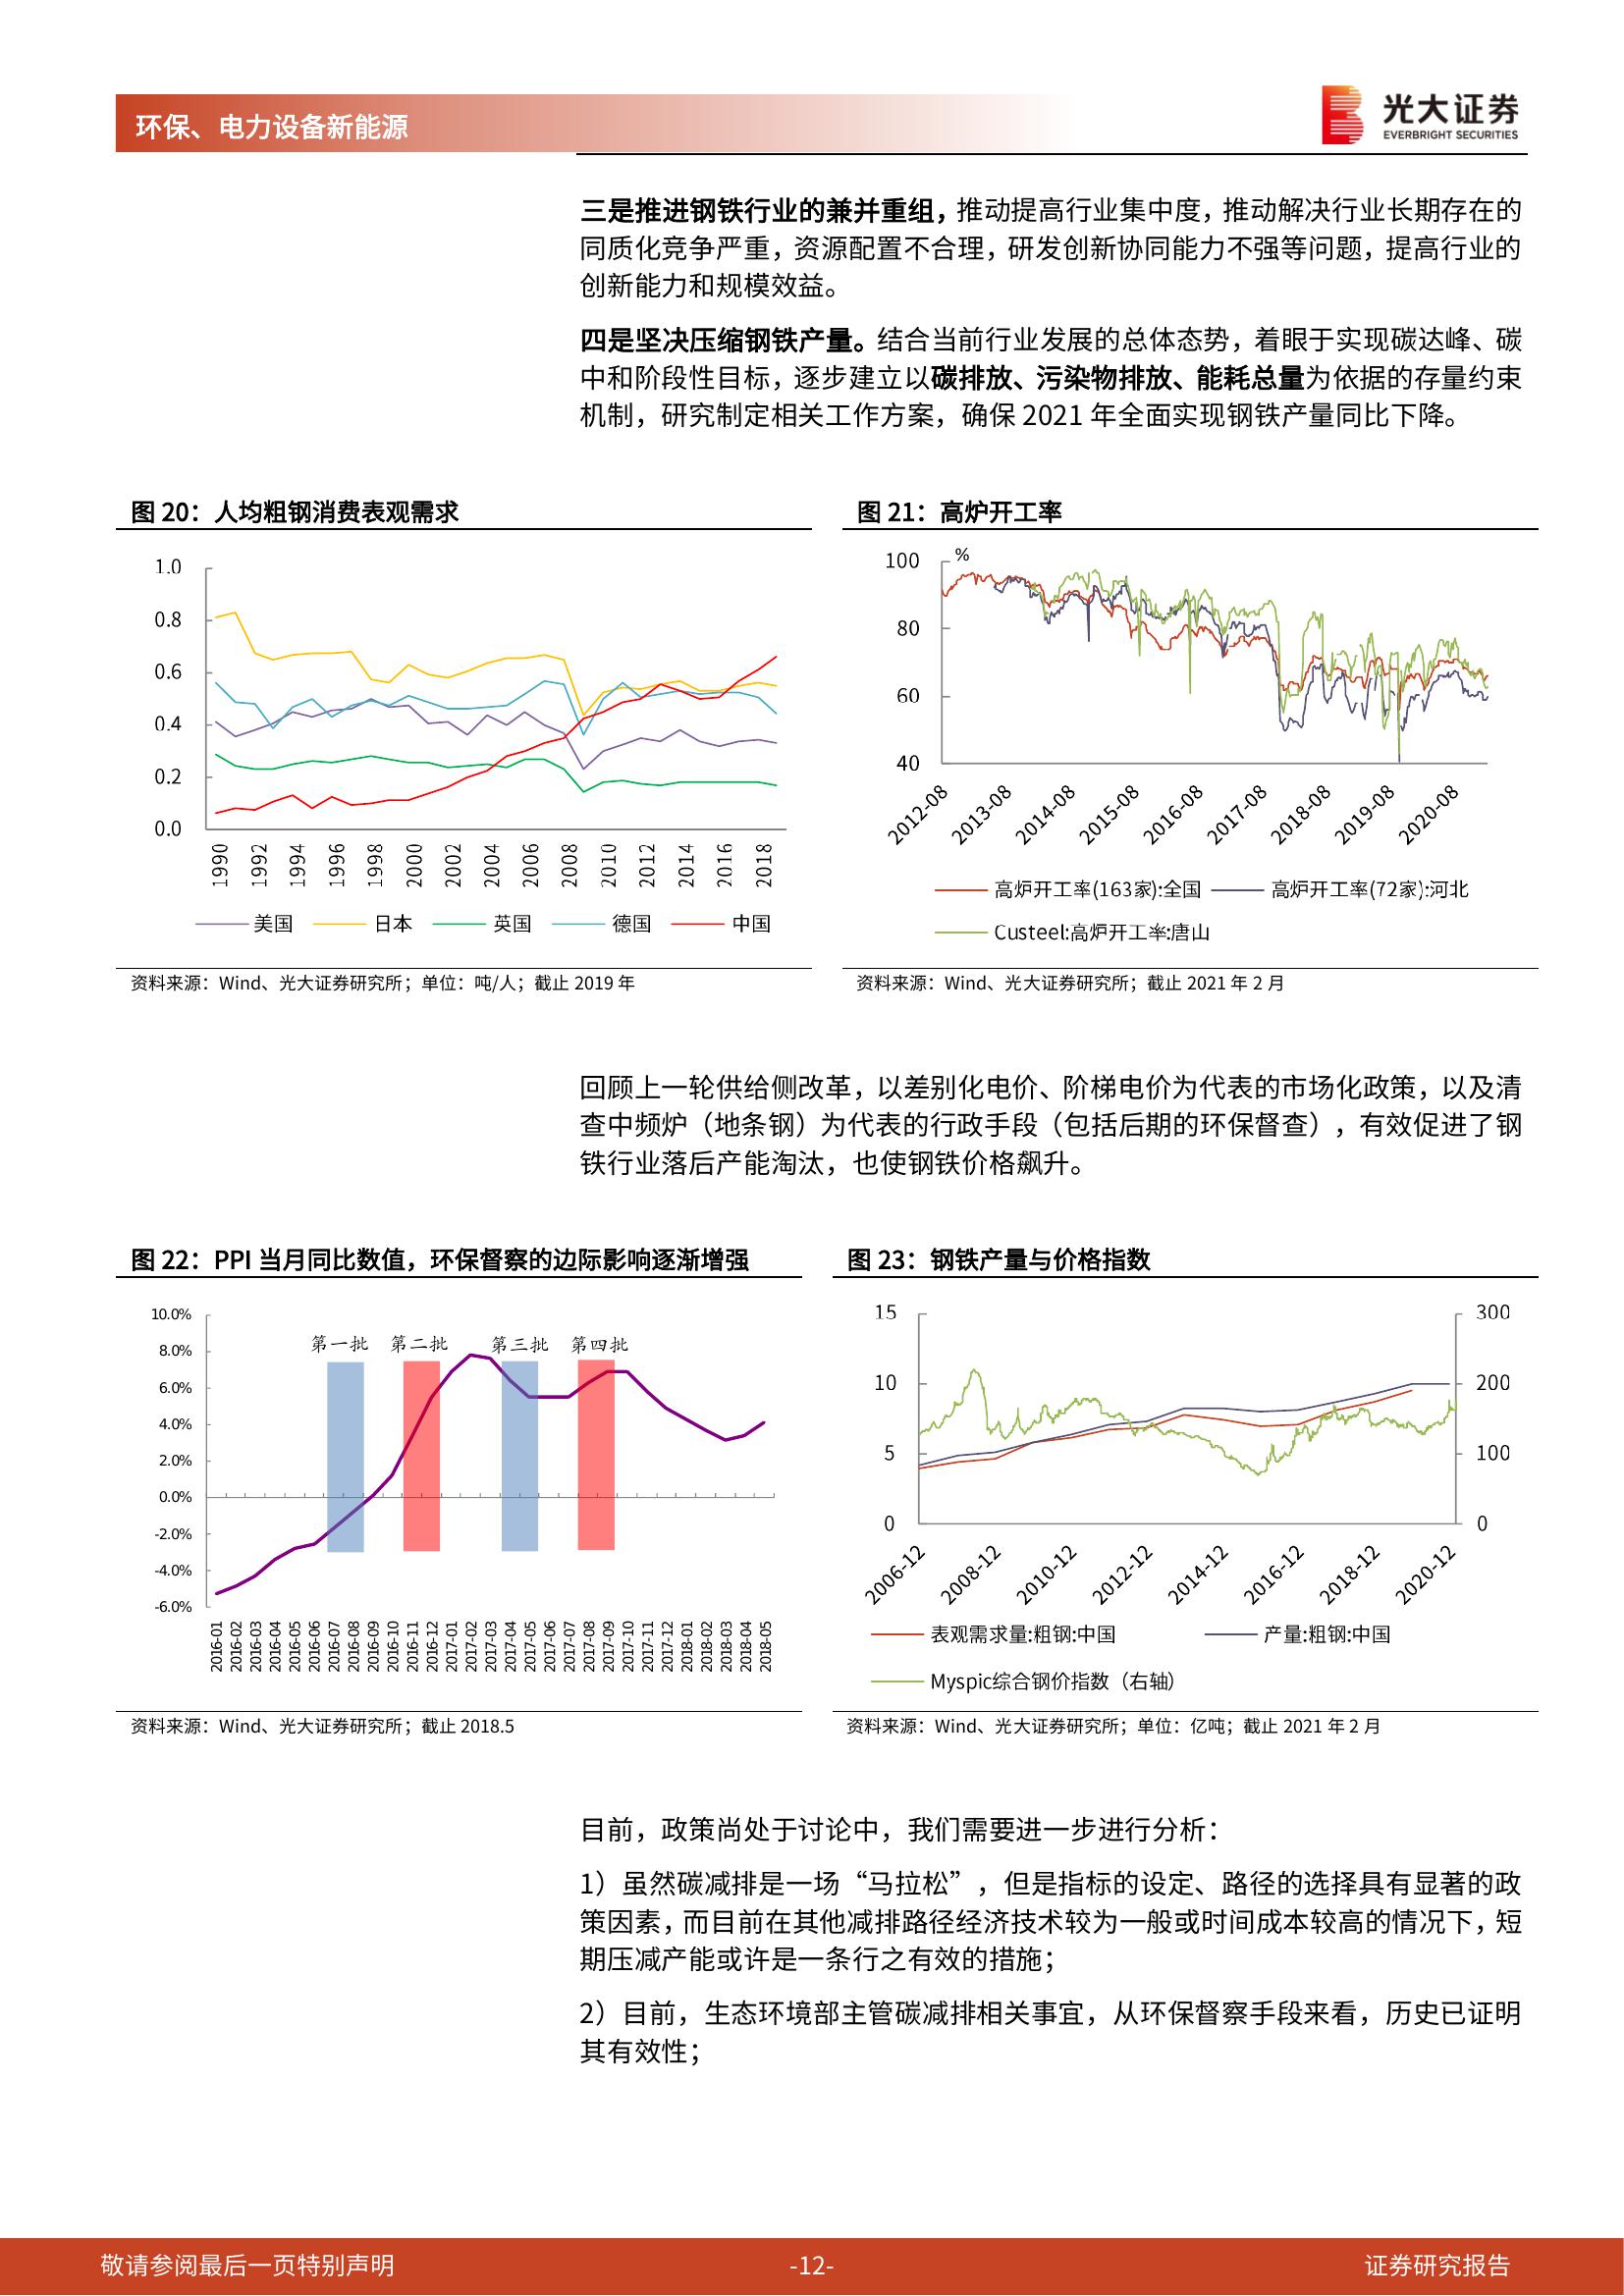 环保、电力设备新能源
光大证券
EVERBRIGHT SECURITIES
三是推进钢铁行业的兼并重组，推动提高行业集中度，推动解决行业长期存在的
同质化竞争严重，资源配置不合理，研发创新协同能力不强等问题，提高行业的
创新能力和规模效益。
四是坚决压缩钢铁产量。结合当前行业发展的总体态势，着眼于实现碳达峰、碳
中和阶段性目标，逐步建立以碳排放、污染物排放、能耗总量为依据的存量约束
机制，研究制定相关工作方案，确保 2021 年全面实现钢铁产量同比下降。
图 20：人均粗钢消费表观需求
1.0
0.8
0.6
0.4
0.2
0.0
1990 1992 1994 1996 1998 2000 2002 2004 2006 2008 2010 2012 2014 2016 2018
美国 日本 英国 德国 中国
资料来源：Wind、光大证券研究所；单位：吨/人；截止 2019 年
图 21：高炉开工率
%
100
80
60
40
2012-08 2013-08 2014-08 2015-08 2016-08 2017-08 2018-08 2019-08 2020-08
高炉开工率(163家):全国 高炉开工率(72家):河北
Custeel:高炉开工率:唐山
资料来源：Wind、光大证券研究所；截止 2021 年 2 月
回顾上一轮供给侧改革，以差别化电价、阶梯电价为代表的市场化政策，以及清
查中频炉（地条钢）为代表的行政手段（包括后期的环保督查），有效促进了钢
铁行业落后产能淘汰，也使钢铁价格飙升。
图 22：PPI 当月同比数值，环保督察的边际影响逐渐增强
10.0%
8.0%
6.0%
4.0%
2.0%
0.0%
-2.0%
-4.0%
-6.0%
第一批 第二批 第三批 第四批
2016-01 2016-02 2016-03 2016-04 2016-05 2016-06 2016-07 2016-08 2016-09 2016-10 2016-11 2016-12 2017-01 2017-02 2017-03 2017-04 2017-05 2017-06 2017-07 2017-08 2017-09 2017-10 2017-11 2017-12 2018-01 2018-02 2018-03 2018-04 2018-05
资料来源：Wind、光大证券研究所；截止 2018.5
图 23：钢铁产量与价格指数
15
10
5
0
300
200
100
0
2006-12 2008-12 2010-12 2012-12 2014-12 2016-12 2018-12 2020-12
表观需求量:粗钢:中国 产量:粗钢:中国
Myspic综合钢价指数（右轴）
资料来源：Wind、光大证券研究所；单位：亿吨；截止 2021 年 2 月
目前，政策尚处于讨论中，我们需要进一步进行分析：
1）虽然碳减排是一场“马拉松”，但是指标的设定、路径的选择具有显著的政
策因素，而目前在其他减排路径经济技术较为一般或时间成本较高的情况下，短
期压减产能或许是一条行之有效的措施；
2）目前，生态环境部主管碳减排相关事宜，从环保督察手段来看，历史已证明
其有效性；
敬请参阅最后一页特别声明
-12-
证券研究报告